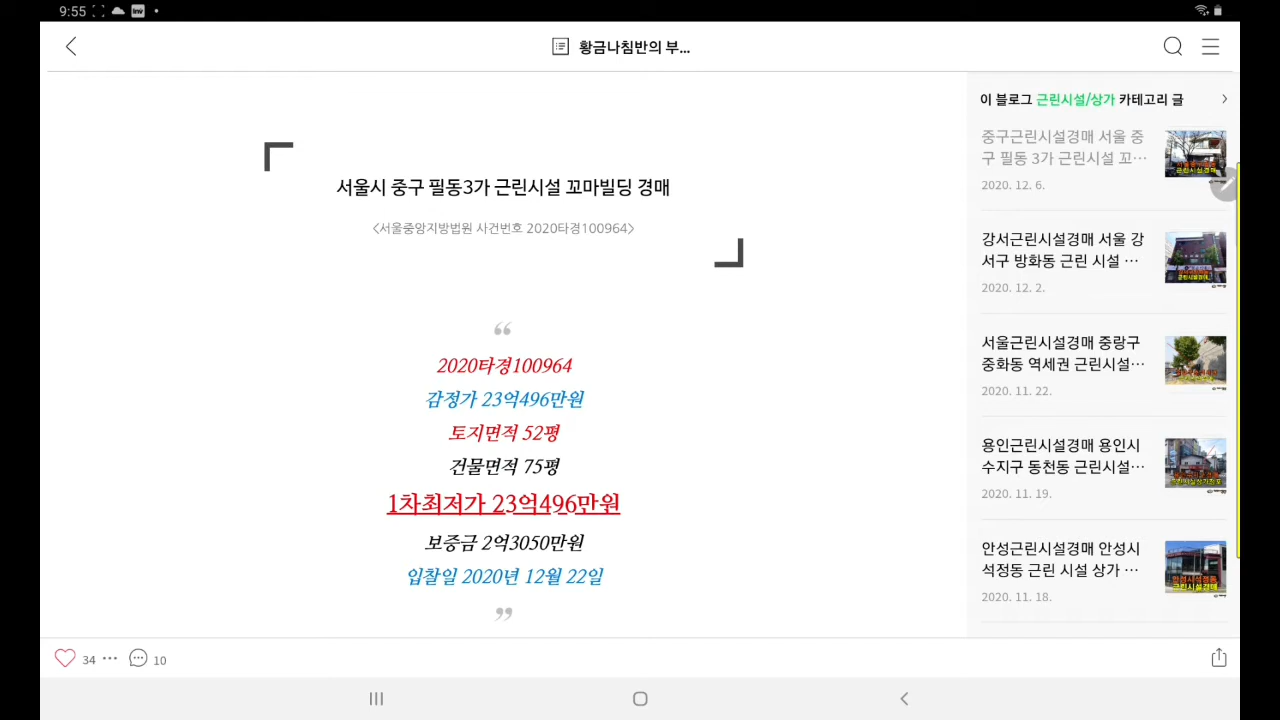 9:55
황금나침반의 부...
서울시 중구 필동3가 근린시설 꼬마빌딩 경매
<서울중앙지방법원 사건번호 2020타경100964>
“
2020타경100964
감정가 23억496만원
토지면적 52평
건물면적 75평
1차최저가 23억496만원
보증금 2억3050만원
입찰일 2020년 12월 22일
”
이 블로그 근린시설/상가 카테고리 글
중구근린시설경매 서울 중
구 필동 3가 근린시설 꼬…
2020. 12. 6.
강서근린시설경매 서울 강
서구 방화동 근린 시설 …
2020. 12. 2.
서울근린시설경매 중랑구
중화동 역세권 근린시설…
2020. 11. 22.
용인근린시설경매 용인시
수지구 동천동 근린시설…
2020. 11. 19.
안성근린시설경매 안성시
석정동 근린 시설 상가 …
2020. 11. 18.
34
10